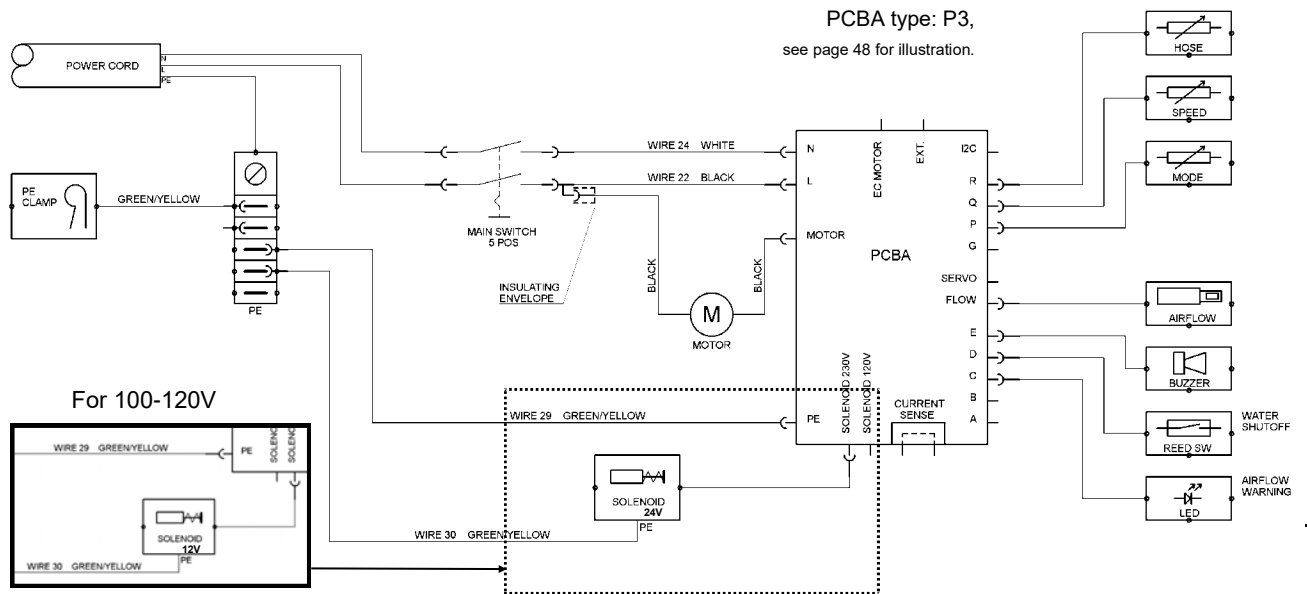 PCBA type: P3,
see page 48 for illustration.
POWER CORD
N
L
PE
PE
CLAMP
GREEN/YELLOW
PE
MAIN SWITCH
5 POS
INSULATING
ENVELOPE
WIRE 24 WHITE
WIRE 22 BLACK
BLACK
BLACK
M
MOTOR
N
L
MOTOR
PE
EC MOTOR
EXT.
PCBA
SOLENOID 230V
SOLENOID 120V
CURRENT
SENSE
I2C
R
Q
P
G
SERVO
FLOW
E
D
C
B
A
HOSE
SPEED
MODE
AIRFLOW
BUZZER
REED SW
WATER
SHUTOFF
LED
AIRFLOW
WARNING
WIRE 29 GREEN/YELLOW
SOLENOID
24V
PE
WIRE 30 GREEN/YELLOW
For 100-120V
WIRE 29 GREEN/YELLOW
PE
SOLENO
SOLENO
SOLENOID
12V
PE
WIRE 30 GREEN/YELLOW